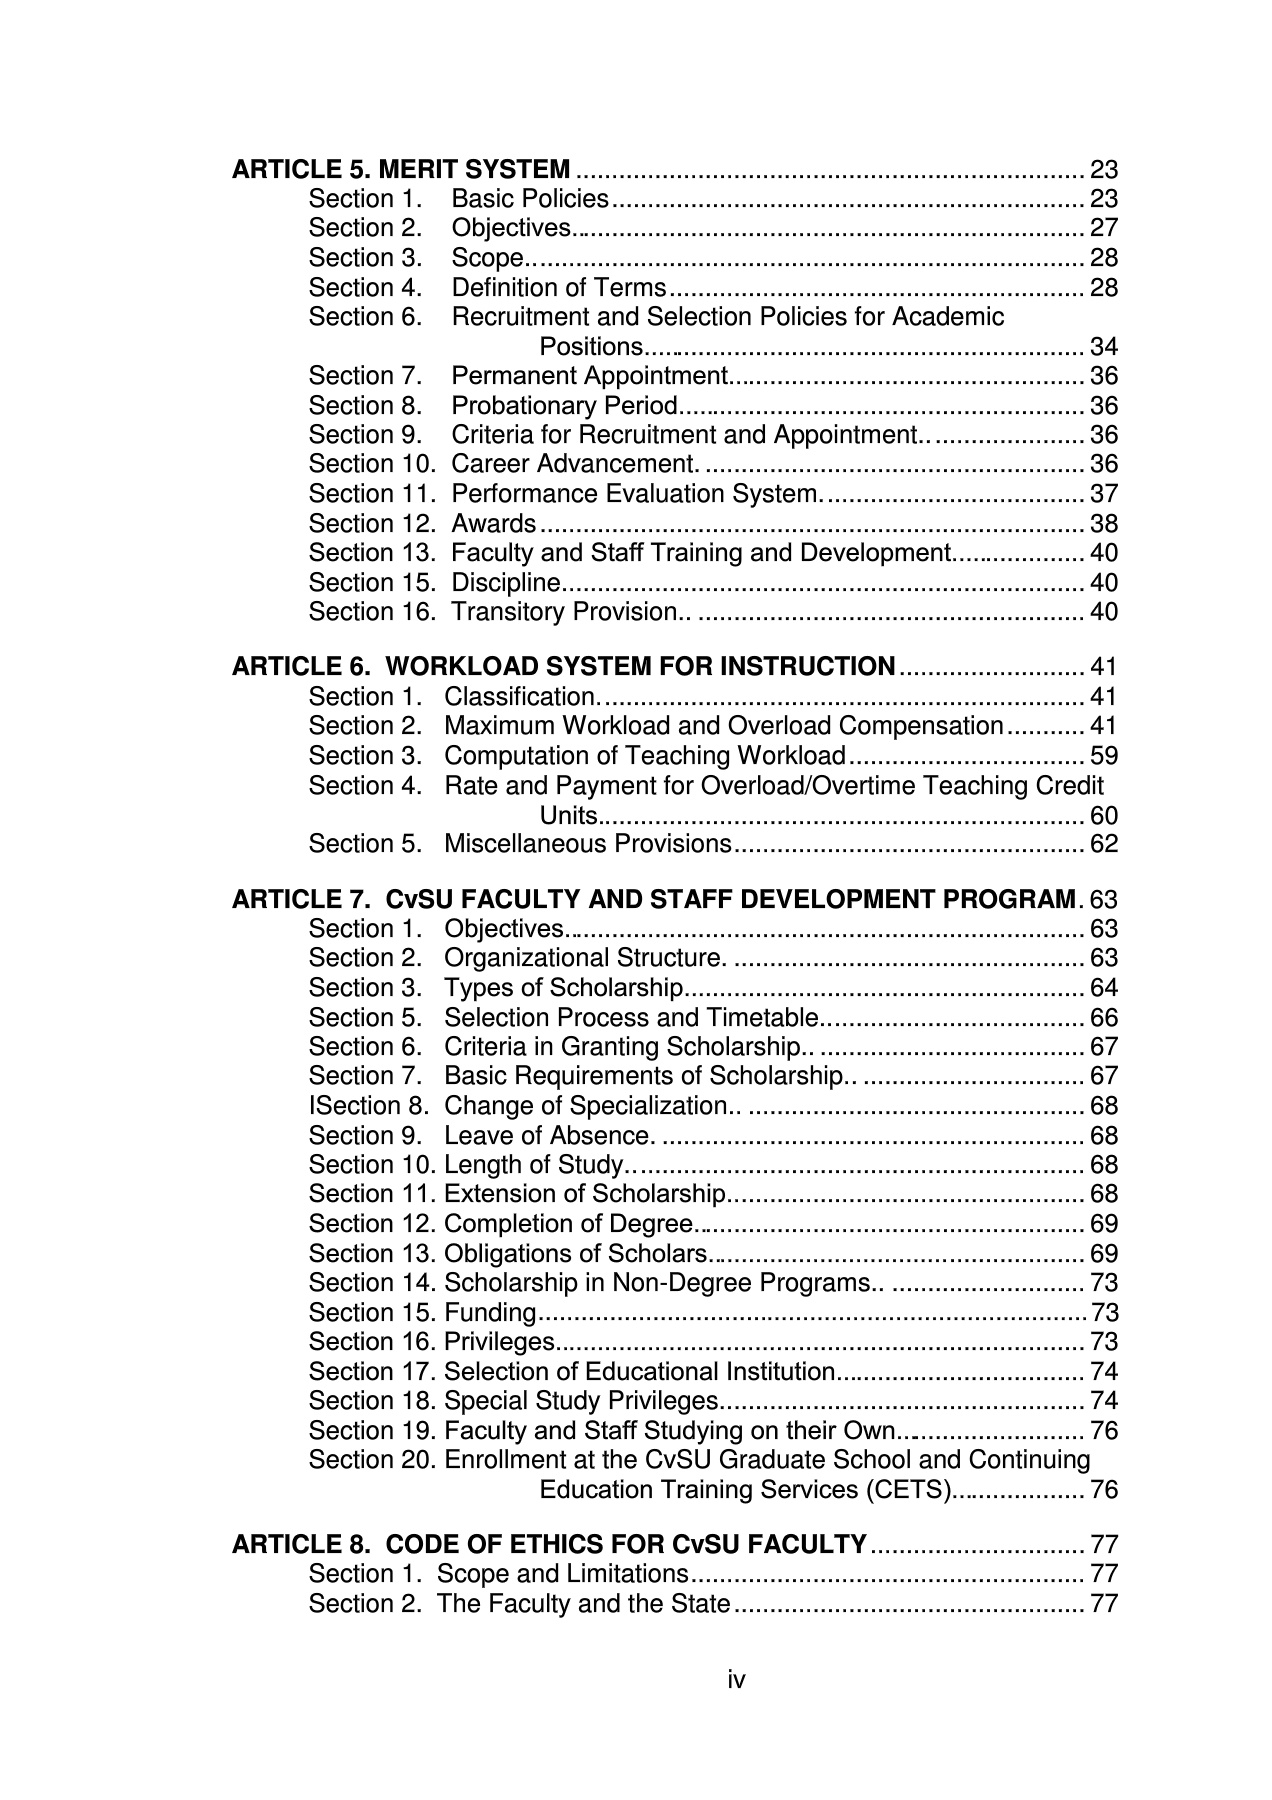 ARTICLE 5. MERIT SYSTEM ........................................................................ 23
Section 1. Basic Policies................................................................... 23
Section 2. Objectives........................................................................ 27
Section 3. Scope............................................................................... 28
Section 4. Definition of Terms........................................................... 28
Section 6. Recruitment and Selection Policies for Academic
Positions.............................................................. 34
Section 7. Permanent Appointment.................................................. 36
Section 8. Probationary Period......................................................... 36
Section 9. Criteria for Recruitment and Appointment........................ 36
Section 10. Career Advancement. ..................................................... 36
Section 11. Performance Evaluation System..................................... 37
Section 12. Awards ............................................................................ 38
Section 13. Faculty and Staff Training and Development................... 40
Section 15. Discipline......................................................................... 40
Section 16. Transitory Provision.. ...................................................... 40
ARTICLE 6. WORKLOAD SYSTEM FOR INSTRUCTION.......................... 41
Section 1. Classification.................................................................... 41
Section 2. Maximum Workload and Overload Compensation........... 41
Section 3. Computation of Teaching Workload................................. 59
Section 4. Rate and Payment for Overload/Overtime Teaching Credit
Units.................................................................... 60
Section 5. Miscellaneous Provisions................................................. 62
ARTICLE 7. CvSU FACULTY AND STAFF DEVELOPMENT PROGRAM. 63
Section 1. Objectives......................................................................... 63
Section 2. Organizational Structure. ................................................. 63
Section 3. Types of Scholarship........................................................ 64
Section 5. Selection Process and Timetable..................................... 66
Section 6. Criteria in Granting Scholarship.. ..................................... 67
Section 7. Basic Requirements of Scholarship.. ............................... 67
lSection 8. Change of Specialization.. ............................................... 68
Section 9. Leave of Absence. ........................................................... 68
Section 10. Length of Study................................................................ 68
Section 11. Extension of Scholarship.................................................. 68
Section 12. Completion of Degree....................................................... 69
Section 13. Obligations of Scholars..................................................... 69
Section 14. Scholarship in Non-Degree Programs.. ........................... 73
Section 15. Funding............................................................................. 73
Section 16. Privileges.......................................................................... 73
Section 17. Selection of Educational Institution................................... 74
Section 18. Special Study Privileges................................................... 74
Section 19. Faculty and Staff Studying on their Own........................... 76
Section 20. Enrollment at the CvSU Graduate School and Continuing
Education Training Services (CETS)................... 76
ARTICLE 8. CODE OF ETHICS FOR CvSU FACULTY.............................. 77
Section 1. Scope and Limitations....................................................... 77
Section 2. The Faculty and the State................................................. 77
iv